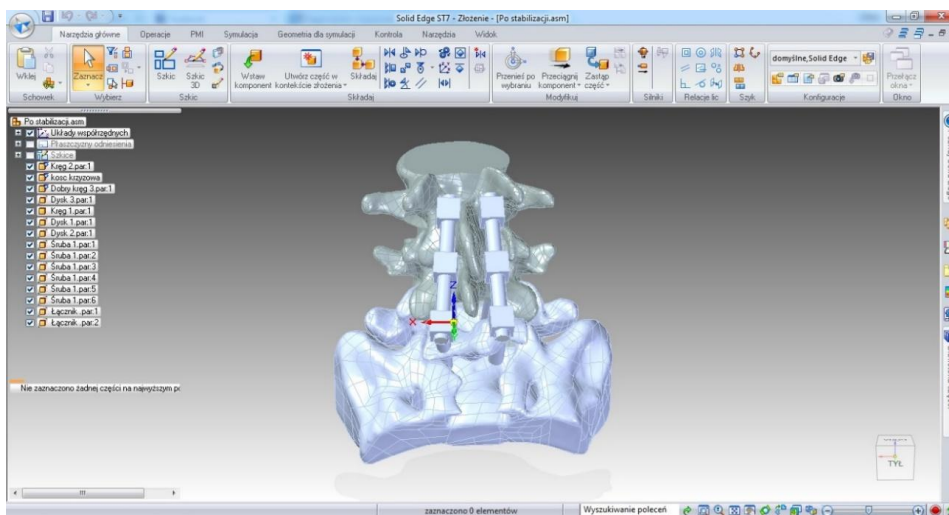 Solid Edge ST7 - Złożenie - [Po stabilizacji.asm]
Narzędzia główne Operacje PMI Symulacja Geometria dla symulacji Kontrola Narzędzia Widok
Wklej
Zaznacz
Szkic
Szkic 3D
Wstaw komponent
Utwórz część w kontekście złożenia
Składaj
Przenieś po wybraniu
Przeciągnij komponent
Zastąp część
domyślne,Solid Edge
Przełącz okna
Schowek Wybierz Szkic Składaj Modyfikuj Silniki Relacje lic Szyk Konfiguracje Okno
Po stabilizacji.asm
Układy współrzędnych
Płaszczyzny odniesienia
Szkice
Kręg 2.par:1
kosc krzyzowa
Dobry kręg 3.par:1
Dysk 3.par:1
Kręg 1.par:1
Dysk 1.par:1
Dysk 2.par:1
Śruba 1.par:1
Śruba 1.par:2
Śruba 1.par:3
Śruba 1.par:4
Śruba 1.par:5
Śruba 1.par:6
Łącznik .par:1
Łącznik .par:2
Z
X
Nie zaznaczono żadnej części na najwyższym po
TYŁ
zaznaczono 0 elementów
Wyszukiwanie poleceń